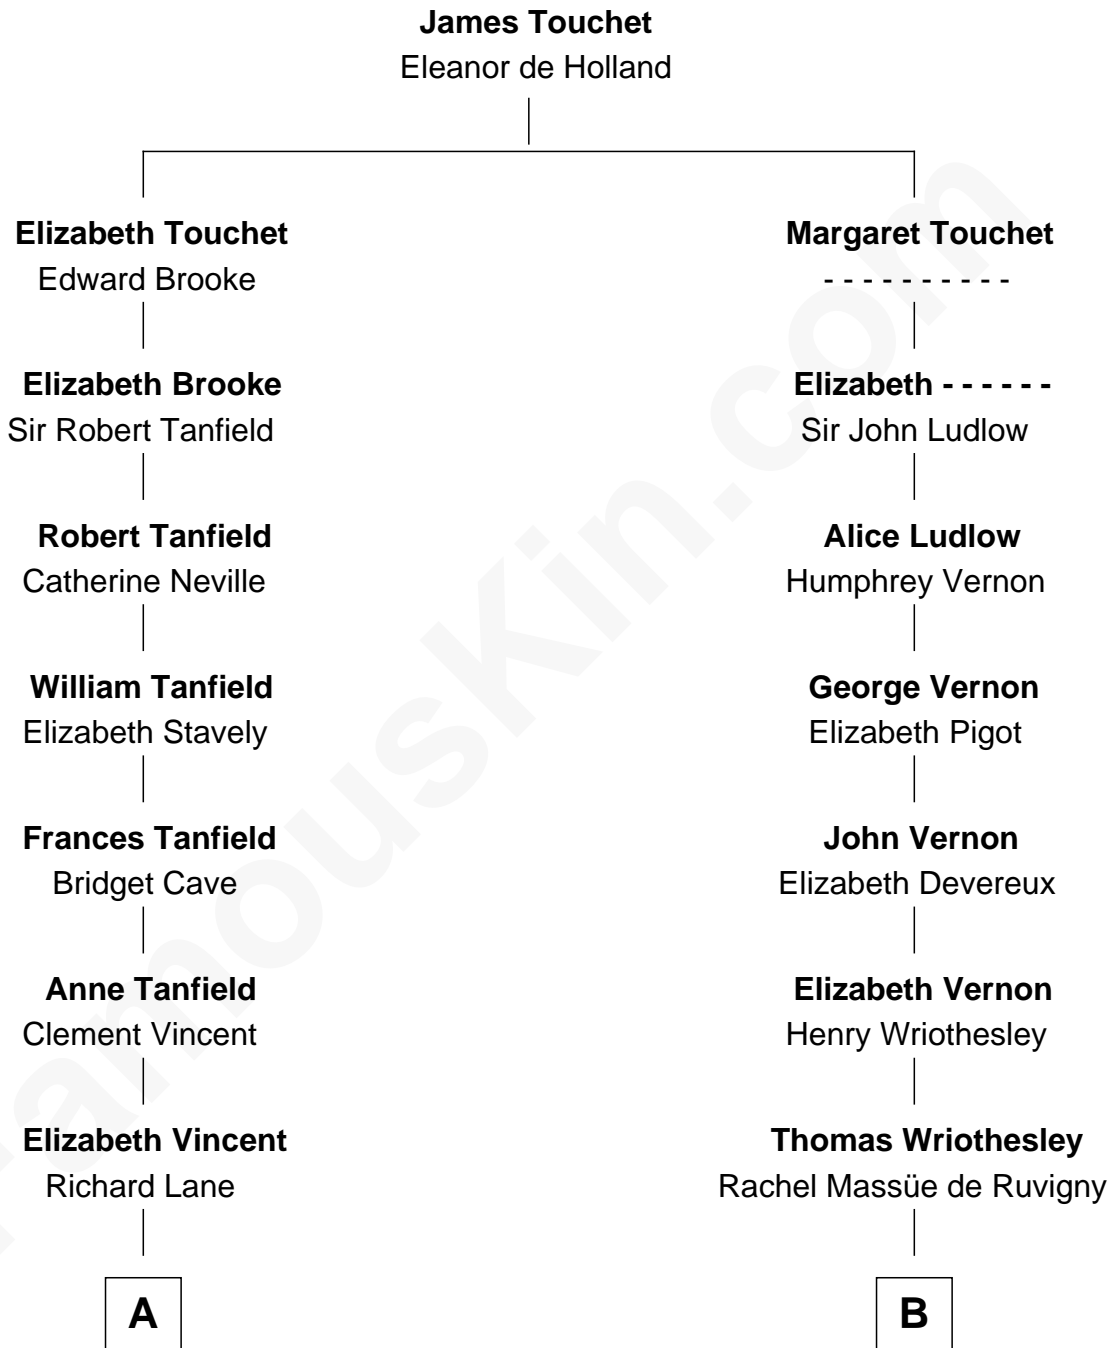 James Touchet
Eleanor de Holland
Elizabeth Touchet
Edward Brooke
Margaret Touchet
- - - - - - - - - -
Elizabeth Brooke
Sir Robert Tanfield
Elizabeth - - - - - -
Sir John Ludlow
Robert Tanfield
Catherine Neville
Alice Ludlow
Humphrey Vernon
William Tanfield
Elizabeth Stavely
George Vernon
Elizabeth Pigot
Frances Tanfield
Bridget Cave
John Vernon
Elizabeth Devereux
Anne Tanfield
Clement Vincent
Elizabeth Vernon
Henry Wriothesley
Elizabeth Vincent
Richard Lane
Thomas Wriothesley
Rachel Massüe de Ruvigny
A
B
FamousKin.com